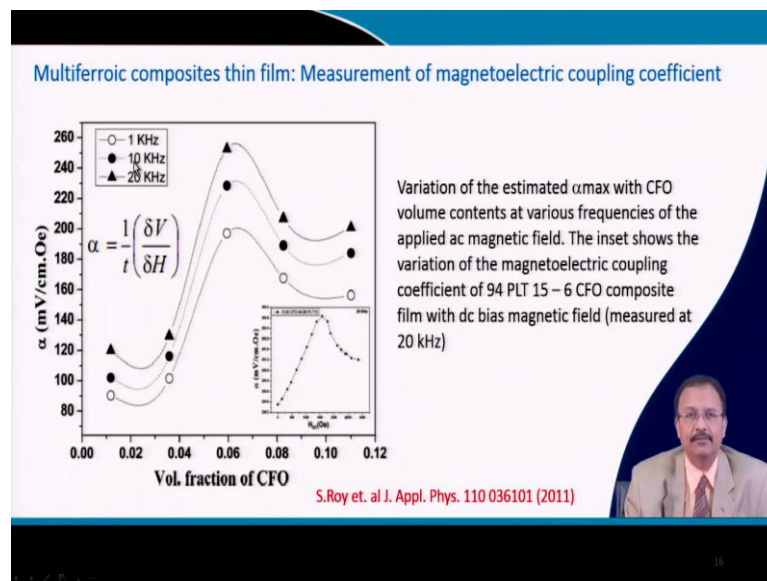 Multiferroic composites thin film: Measurement of magnetoelectric coupling coefficient
260
240
220
200
180
160
140
120
100
80
α (mV/cm.Oe)
1 KHz
10 KHz
20 KHz
α = 1/t (δV/δH)
α (mV/cm.Oe)
H (Oe)
0.00 0.02 0.04 0.06 0.08 0.10 0.12
Vol. fraction of CFO
Variation of the estimated αmax with CFO
volume contents at various frequencies of the
applied ac magnetic field. The inset shows the
variation of the magnetoelectric coupling
coefficient of 94 PLT 15 – 6 CFO composite
film with dc bias magnetic field (measured at
20 kHz)
S.Roy et. al J. Appl. Phys. 110 036101 (2011)
16